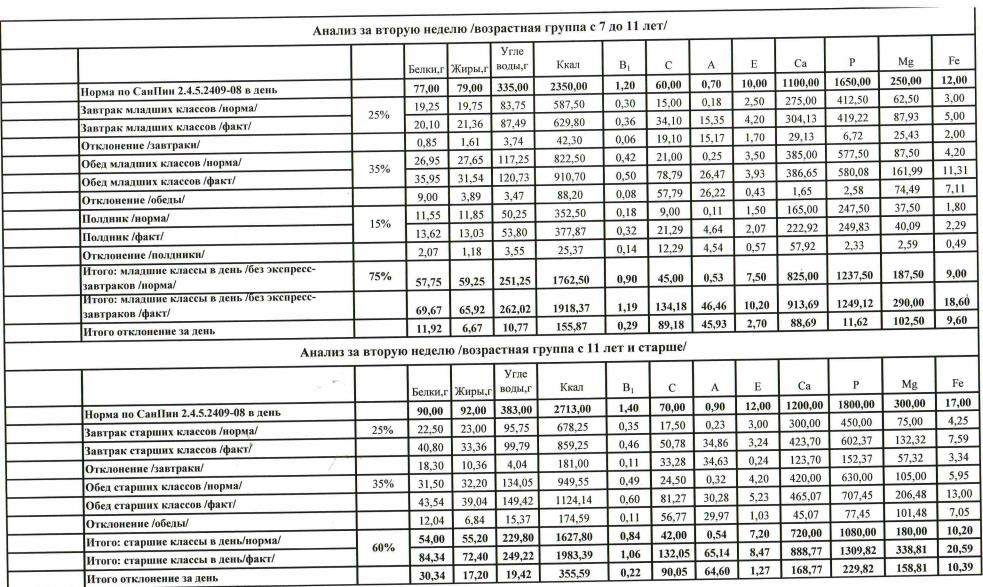 Анализ за вторую неделю /возрастная группа с 7 до 11 лет/
Белки,г Жиры,г Угле воды,г Ккал B1 C A E Ca P Mg Fe
Норма по СанПин 2.4.5.2409-08 в день 77,00 79,00 335,00 2350,00 1,20 60,00 0,70 10,00 1100,00 1650,00 250,00 12,00
Завтрак младших классов /норма/ 25% 19,25 19,75 83,75 587,50 0,30 15,00 0,18 2,50 275,00 412,50 62,50 3,00
Завтрак младших классов /факт/ 20,10 21,36 87,49 629,80 0,36 34,10 15,35 4,20 304,13 419,22 87,93 5,00
Отклонение /завтраки/ 0,85 1,61 3,74 42,30 0,06 19,10 15,17 1,70 29,13 6,72 25,43 2,00
Обед младших классов /норма/ 35% 26,95 27,65 117,25 822,50 0,42 21,00 0,25 3,50 385,00 577,50 87,50 4,20
Обед младших классов /факт/ 35,95 31,54 120,73 910,70 0,50 78,79 26,47 3,93 386,65 580,08 161,99 11,31
Отклонение /обеды/ 9,00 3,89 3,47 88,20 0,08 57,79 26,22 0,43 1,65 2,58 74,49 7,11
Полдник /норма/ 15% 11,55 11,85 50,25 352,50 0,18 9,00 0,11 1,50 165,00 247,50 37,50 1,80
Полдник /факт/ 13,62 13,03 53,80 377,87 0,32 21,29 4,64 2,07 222,92 249,83 40,09 2,29
Отклонение /полдники/ 2,07 1,18 3,55 25,37 0,14 12,29 4,54 0,57 57,92 2,33 2,59 0,49
Итого: младшие классы в день /без экспресс-
завтраков /норма/ 75% 57,75 59,25 251,25 1762,50 0,90 45,00 0,53 7,50 825,00 1237,50 187,50 9,00
Итого: младшие классы в день /без экспресс-
завтраков /факт/ 69,67 65,92 262,02 1918,37 1,19 134,18 46,46 10,20 913,69 1249,12 290,00 18,60
Итого отклонение за день 11,92 6,67 10,77 155,87 0,29 89,18 45,93 2,70 88,69 11,62 102,50 9,60
Анализ за вторую неделю /возрастная группа с 11 лет и старше/
Белки,г Жиры,г Угле воды,г Ккал B1 C A E Ca P Mg Fe
Норма по СанПин 2.4.5.2409-08 в день 90,00 92,00 383,00 2713,00 1,40 70,00 0,90 12,00 1200,00 1800,00 300,00 17,00
Завтрак старших классов /норма/ 25% 22,50 23,00 95,75 678,25 0,35 17,50 0,23 3,00 300,00 450,00 75,00 4,25
Завтрак старших классов /факт/ 40,80 33,36 99,79 859,25 0,46 50,78 34,86 3,24 423,70 602,37 132,32 7,59
Отклонение /завтраки/ 18,30 10,36 4,04 181,00 0,11 33,28 34,63 0,24 123,70 152,37 57,32 3,34
Обед старших классов /норма/ 35% 31,50 32,20 134,05 949,55 0,49 24,50 0,32 4,20 420,00 630,00 105,00 5,95
Обед старших классов /факт/ 43,54 39,04 149,42 1124,14 0,60 81,27 30,28 5,23 465,07 707,45 206,48 13,00
Отклонение /обеды/ 12,04 6,84 15,37 174,59 0,11 56,77 29,97 1,03 45,07 77,45 101,48 7,05
Итого: старшие классы в день/норма/ 60% 54,00 55,20 229,80 1627,80 0,84 42,00 0,54 7,20 720,00 1080,00 180,00 10,20
Итого: старшие классы в день/факт/ 84,34 72,40 249,22 1983,39 1,06 132,05 65,14 8,47 888,77 1309,82 338,81 20,59
Итого отклонение за день 30,34 17,20 19,42 355,59 0,22 90,05 64,60 1,27 168,77 229,82 158,81 10,39